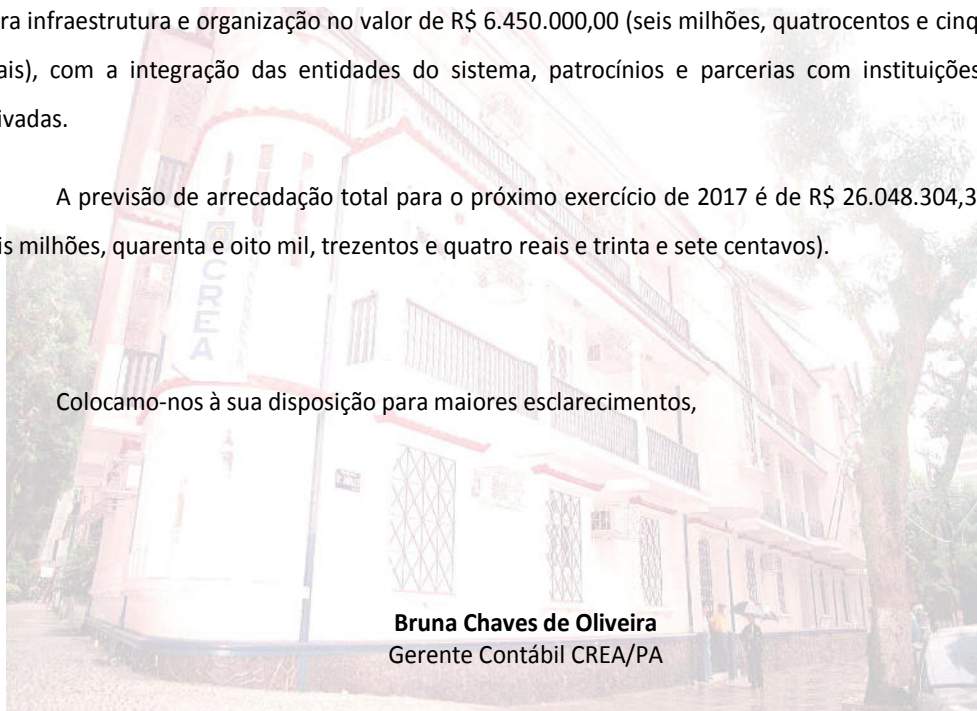 ra infraestrutura e organização no valor de R$ 6.450.000,00 (seis milhões, quatrocentos e cinq
ais), com a integração das entidades do sistema, patrocínios e parcerias com instituições
ivadas.
A previsão de arrecadação total para o próximo exercício de 2017 é de R$ 26.048.304,3
is milhões, quarenta e oito mil, trezentos e quatro reais e trinta e sete centavos).
CREA
Colocamo-nos à sua disposição para maiores esclarecimentos,
Bruna Chaves de Oliveira
Gerente Contábil CREA/PA